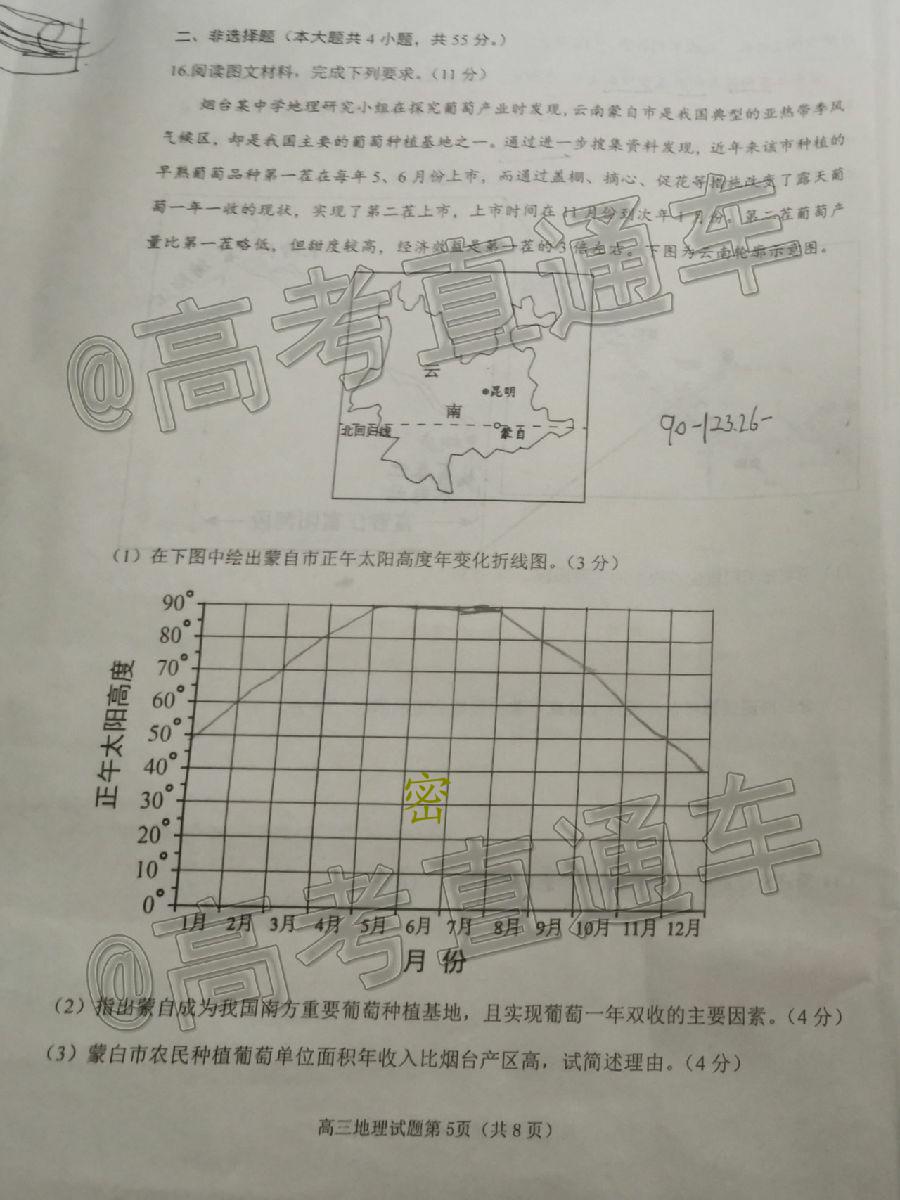 二、非选择题（本大题共4小题，共55分。）
16.阅读图文材料，完成下列要求。（11分）
烟台某中学地理研究小组在探究葡萄产业时发现，云南蒙自市是我国典型的亚热带季风
气候区，却是我国主要的葡萄种植基地之一。通过进一步搜集资料发现，近年来该市种植的
早熟葡萄品种第一茬在每年5、6月份上市，而通过盖棚、摘心、促花等措施改变了露天葡
萄一年一收的现状，实现了第二茬上市，上市时间在11月份到次年1月份。第二茬葡萄产
量比第一茬略低，但甜度较高，经济效益是第一茬的3倍左右。下图为云南轮廓示意图。
@高考直通车
云
昆明
南
北回归线
蒙自
90-123.26-
（1）在下图中绘出蒙自市正午太阳高度年变化折线图。（3分）
正午太阳高度
90°
80°
70°
60°
50°
40°
30°
20°
10°
0°
密
1月 2月 3月 4月 5月 6月 7月 8月 9月 10月 11月 12月
月 份
@高考直通车
（2）指出蒙自成为我国南方重要葡萄种植基地，且实现葡萄一年双收的主要因素。（4分）
（3）蒙白市农民种植葡萄单位面积年收入比烟台产区高，试简述理由。（4分）
高三地理试题第5页（共8页）